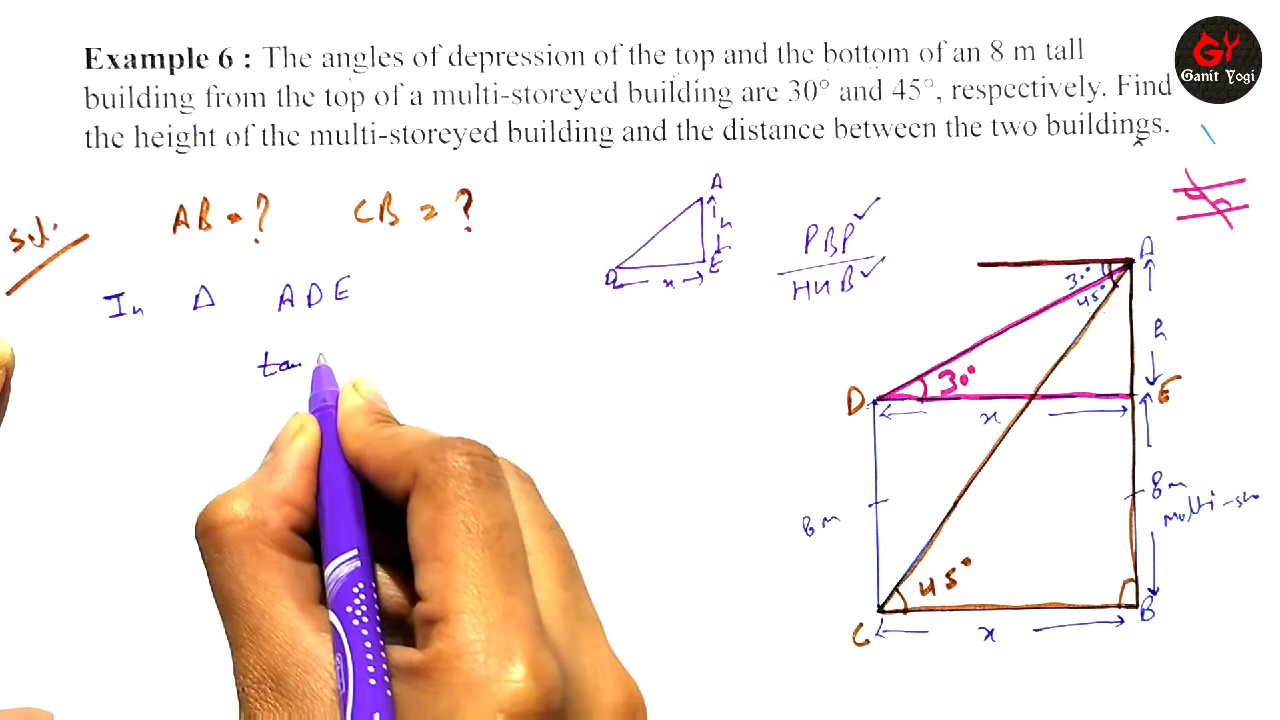 Example 6 : The angles of depression of the top and the bottom of an 8 m tall
building from the top of a multi-storeyed building are 30° and 45°, respectively. Find
the height of the multi-storeyed building and the distance between the two buildings.
GY
Ganit Yogi
Sol.
AB = ?
CB = ?
In Δ ADE
tan
A
h
D
x
E
PBP
HHB
A
30°
45°
h
D
30°
E
x
8m
8m
Multi-sto
45°
C
x
B